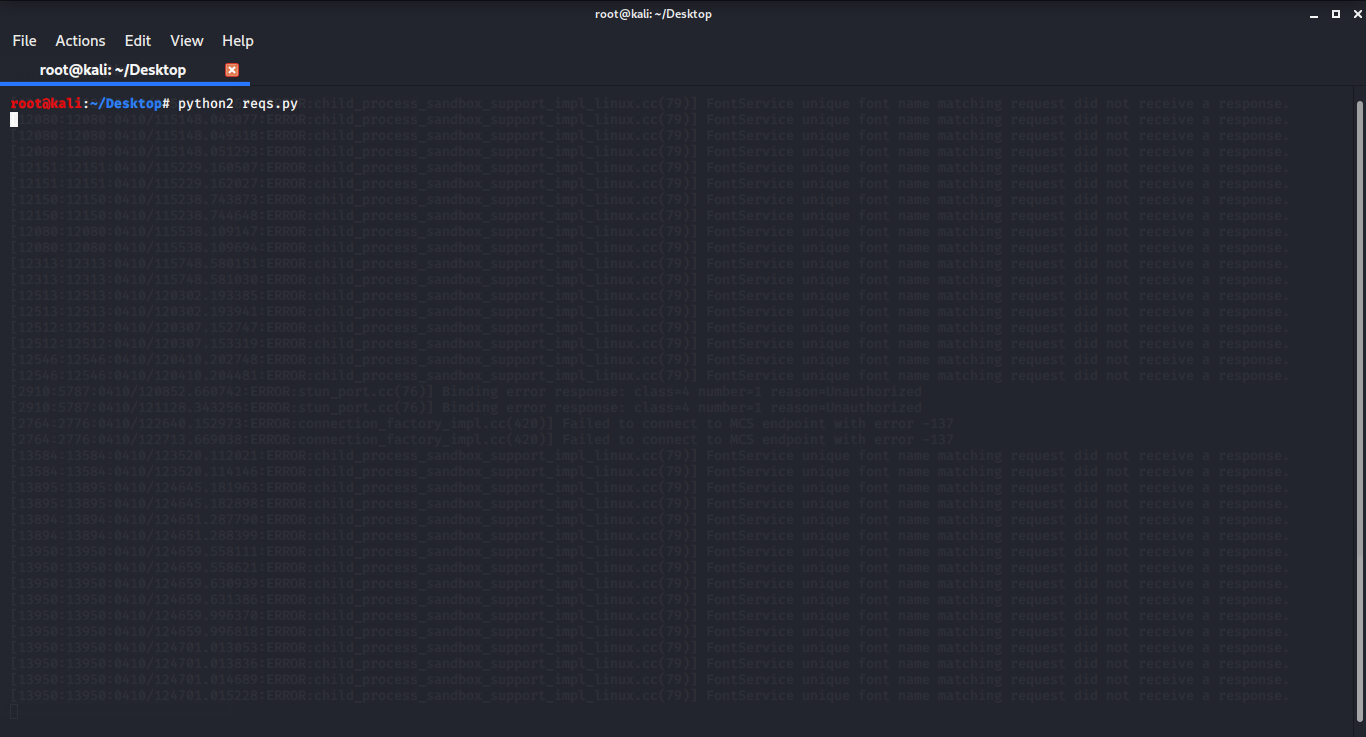 root@kali: ~/Desktop
File Actions Edit View Help
root@kali: ~/Desktop
root@kali:~/Desktop# python2 reqs.py
:child_process_sandbox_support_impl_linux.cc(79)] FontService unique font name matching request did not receive a response.
:ERROR:child_process_sandbox_support_impl_linux.cc(79)] FontService unique font name matching request did not receive a response.
[12080:12080:0410/115148.049318:ERROR:child_process_sandbox_support_impl_linux.cc(79)] FontService unique font name matching request did not receive a response.
[12080:12080:0410/115148.051293:ERROR:child_process_sandbox_support_impl_linux.cc(79)] FontService unique font name matching request did not receive a response.
[12151:12151:0410/115229.160507:ERROR:child_process_sandbox_support_impl_linux.cc(79)] FontService unique font name matching request did not receive a response.
[12151:12151:0410/115229.162027:ERROR:child_process_sandbox_support_impl_linux.cc(79)] FontService unique font name matching request did not receive a response.
[12150:12150:0410/115238.743873:ERROR:child_process_sandbox_support_impl_linux.cc(79)] FontService unique font name matching request did not receive a response.
[12150:12150:0410/115238.744648:ERROR:child_process_sandbox_support_impl_linux.cc(79)] FontService unique font name matching request did not receive a response.
[12080:12080:0410/115538.109147:ERROR:child_process_sandbox_support_impl_linux.cc(79)] FontService unique font name matching request did not receive a response.
[12080:12080:0410/115538.109694:ERROR:child_process_sandbox_support_impl_linux.cc(79)] FontService unique font name matching request did not receive a response.
[12313:12313:0410/115748.580151:ERROR:child_process_sandbox_support_impl_linux.cc(79)] FontService unique font name matching request did not receive a response.
[12313:12313:0410/115748.581030:ERROR:child_process_sandbox_support_impl_linux.cc(79)] FontService unique font name matching request did not receive a response.
[12513:12513:0410/120302.193385:ERROR:child_process_sandbox_support_impl_linux.cc(79)] FontService unique font name matching request did not receive a response.
[12513:12513:0410/120302.193941:ERROR:child_process_sandbox_support_impl_linux.cc(79)] FontService unique font name matching request did not receive a response.
[12512:12512:0410/120307.152747:ERROR:child_process_sandbox_support_impl_linux.cc(79)] FontService unique font name matching request did not receive a response.
[12512:12512:0410/120307.153319:ERROR:child_process_sandbox_support_impl_linux.cc(79)] FontService unique font name matching request did not receive a response.
[12546:12546:0410/120410.202748:ERROR:child_process_sandbox_support_impl_linux.cc(79)] FontService unique font name matching request did not receive a response.
[12546:12546:0410/120410.204481:ERROR:child_process_sandbox_support_impl_linux.cc(79)] FontService unique font name matching request did not receive a response.
[2910:5787:0410/120852.660742:ERROR:stun_port.cc(76)] Binding error response: class=4 number=1 reason=Unauthorized
[2910:5787:0410/121128.343256:ERROR:stun_port.cc(76)] Binding error response: class=4 number=1 reason=Unauthorized
[2764:2776:0410/122640.152973:ERROR:connection_factory_impl.cc(420)] Failed to connect to MCS endpoint with error -137
[2764:2776:0410/122713.669038:ERROR:connection_factory_impl.cc(420)] Failed to connect to MCS endpoint with error -137
[13584:13584:0410/123520.113321:ERROR:child_process_sandbox_support_impl_linux.cc(79)] FontService unique font name matching request did not receive a response.
[13584:13584:0410/123520.114146:ERROR:child_process_sandbox_support_impl_linux.cc(79)] FontService unique font name matching request did not receive a response.
[13895:13895:0410/124645.181963:ERROR:child_process_sandbox_support_impl_linux.cc(79)] FontService unique font name matching request did not receive a response.
[13895:13895:0410/124645.182698:ERROR:child_process_sandbox_support_impl_linux.cc(79)] FontService unique font name matching request did not receive a response.
[13894:13894:0410/124651.287790:ERROR:child_process_sandbox_support_impl_linux.cc(79)] FontService unique font name matching request did not receive a response.
[13894:13894:0410/124651.288399:ERROR:child_process_sandbox_support_impl_linux.cc(79)] FontService unique font name matching request did not receive a response.
[13950:13950:0410/124659.558111:ERROR:child_process_sandbox_support_impl_linux.cc(79)] FontService unique font name matching request did not receive a response.
[13950:13950:0410/124659.558621:ERROR:child_process_sandbox_support_impl_linux.cc(79)] FontService unique font name matching request did not receive a response.
[13950:13950:0410/124659.630939:ERROR:child_process_sandbox_support_impl_linux.cc(79)] FontService unique font name matching request did not receive a response.
[13950:13950:0410/124659.631386:ERROR:child_process_sandbox_support_impl_linux.cc(79)] FontService unique font name matching request did not receive a response.
[13950:13950:0410/124659.996370:ERROR:child_process_sandbox_support_impl_linux.cc(79)] FontService unique font name matching request did not receive a response.
[13950:13950:0410/124659.996818:ERROR:child_process_sandbox_support_impl_linux.cc(79)] FontService unique font name matching request did not receive a response.
[13950:13950:0410/124701.013053:ERROR:child_process_sandbox_support_impl_linux.cc(79)] FontService unique font name matching request did not receive a response.
[13950:13950:0410/124701.013836:ERROR:child_process_sandbox_support_impl_linux.cc(79)] FontService unique font name matching request did not receive a response.
[13950:13950:0410/124701.014689:ERROR:child_process_sandbox_support_impl_linux.cc(79)] FontService unique font name matching request did not receive a response.
[13950:13950:0410/124701.015228:ERROR:child_process_sandbox_support_impl_linux.cc(79)] FontService unique font name matching request did not receive a response.